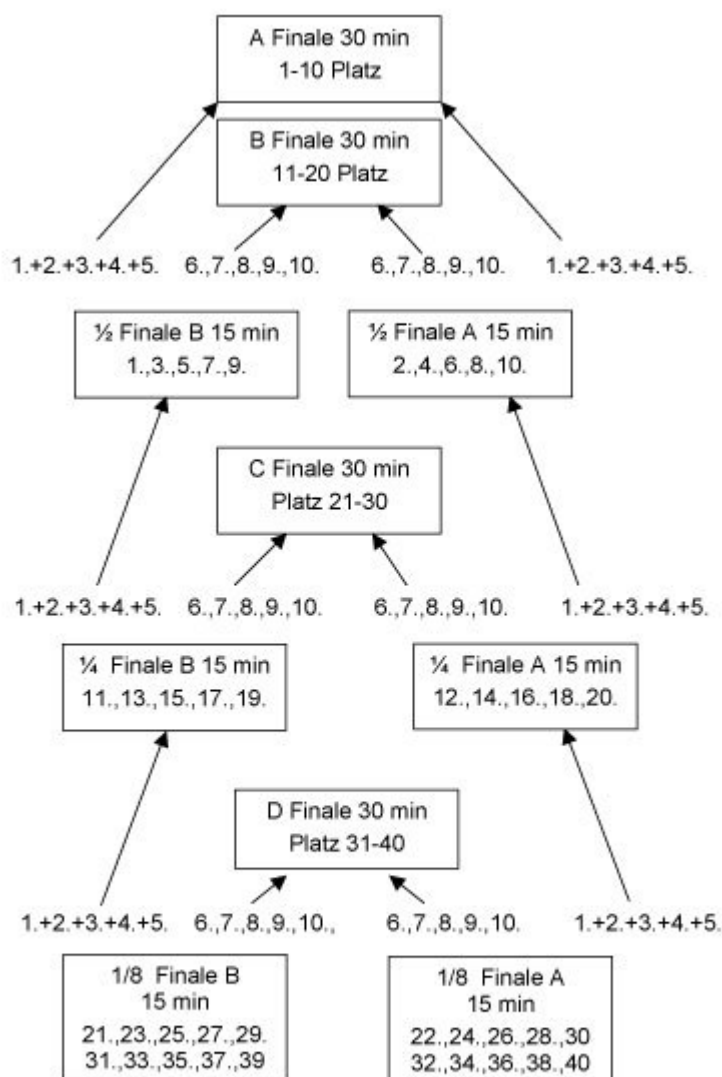 A Finale 30 min
1-10 Platz
B Finale 30 min
11-20 Platz
1.+2.+3.+4.+5. 6.,7.,8.,9.,10. 6.,7.,8.,9.,10. 1.+2.+3.+4.+5.
½ Finale B 15 min
1.,3.,5.,7.,9.
½ Finale A 15 min
2.,4.,6.,8.,10.
C Finale 30 min
Platz 21-30
1.+2.+3.+4.+5. 6.,7.,8.,9.,10. 6.,7.,8.,9.,10. 1.+2.+3.+4.+5.
¼ Finale B 15 min
11.,13.,15.,17.,19.
¼ Finale A 15 min
12.,14.,16.,18.,20.
D Finale 30 min
Platz 31-40
1.+2.+3.+4.+5. 6.,7.,8.,9.,10., 6.,7.,8.,9.,10. 1.+2.+3.+4.+5.
1/8 Finale B
15 min
21.,23.,25.,27.,29.
31.,33.,35.,37.,39
1/8 Finale A
15 min
22.,24.,26.,28.,30
32.,34.,36.,38.,40